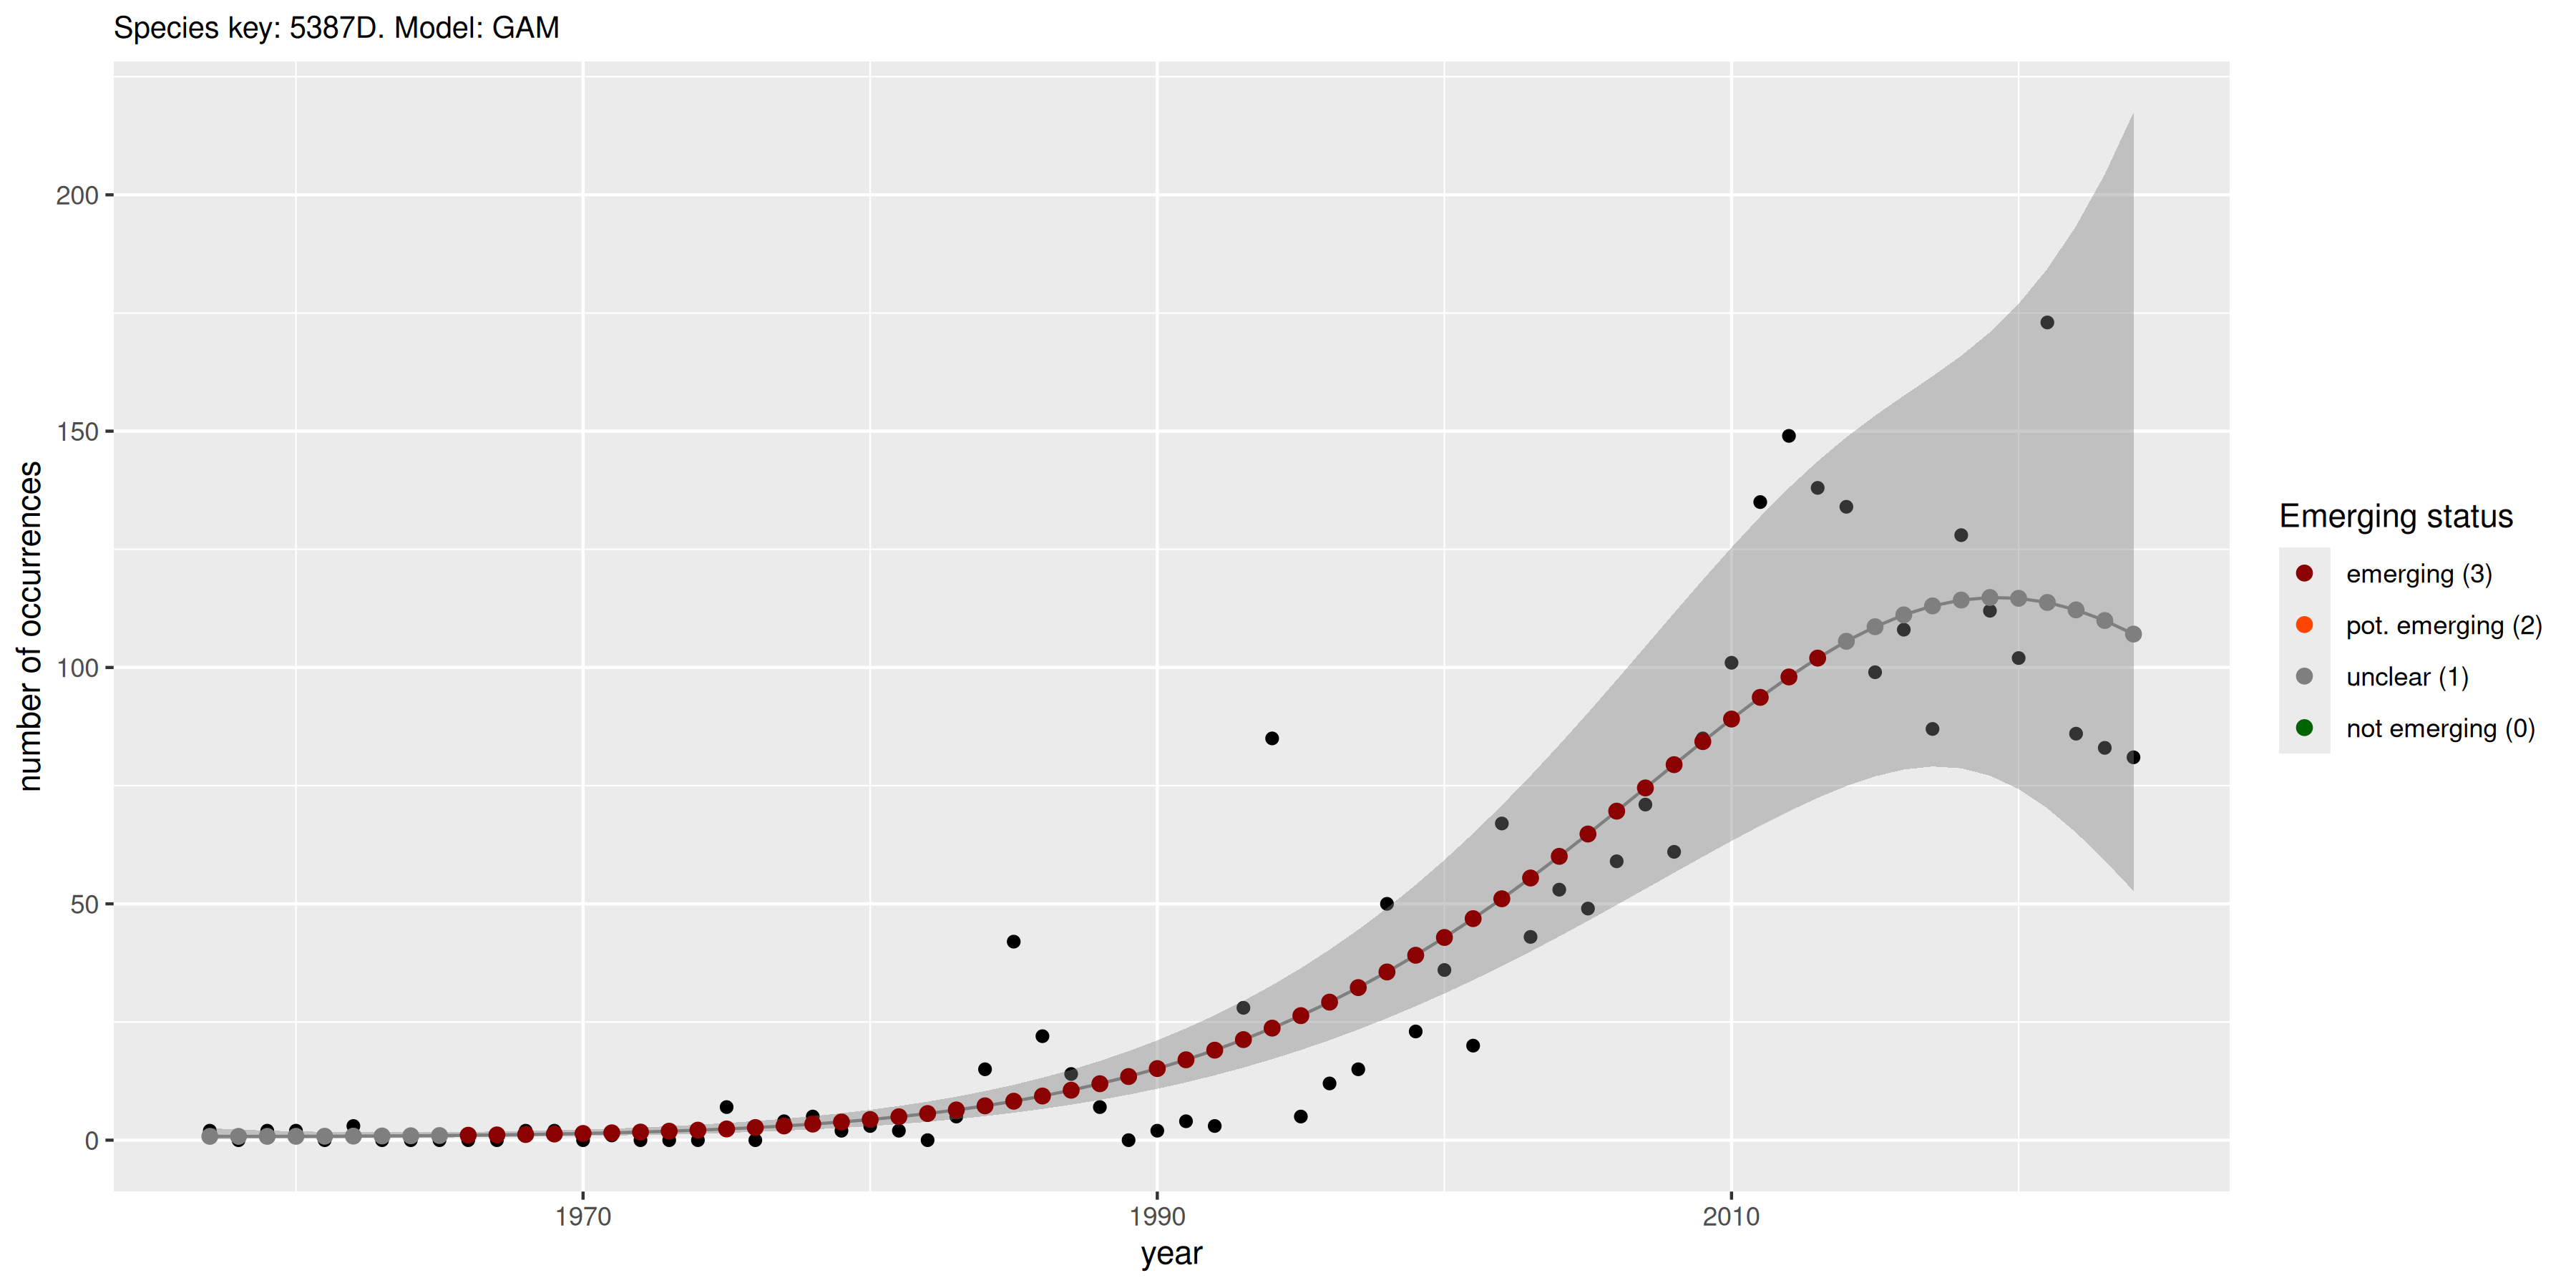 Species key: 5387D. Model: GAM
number of occurrences
200
150
100
50
0
1970
1990
2010
year
Emerging status
emerging (3)
pot. emerging (2)
unclear (1)
not emerging (0)